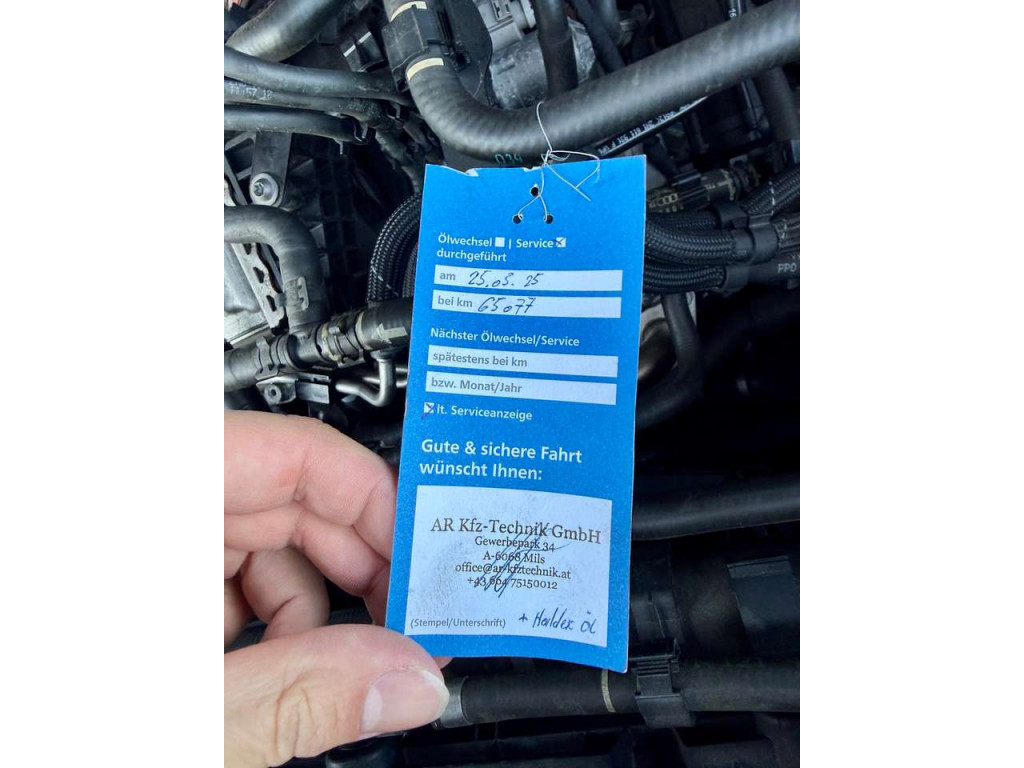 Ölwechsel | Service
durchgeführt
am 25.03.25
bei km 65077
Nächster Ölwechsel/Service
spätestens bei km
bzw. Monat/Jahr
lt. Serviceanzeige
Gute & sichere Fahrt
wünscht Ihnen:
AR Kfz-Technik GmbH
Gewerbepark 34
A-6068 Mils
office@ar-kfztechnik.at
+43 664 75150012
(Stempel/Unterschrift) + Haldex ÖL